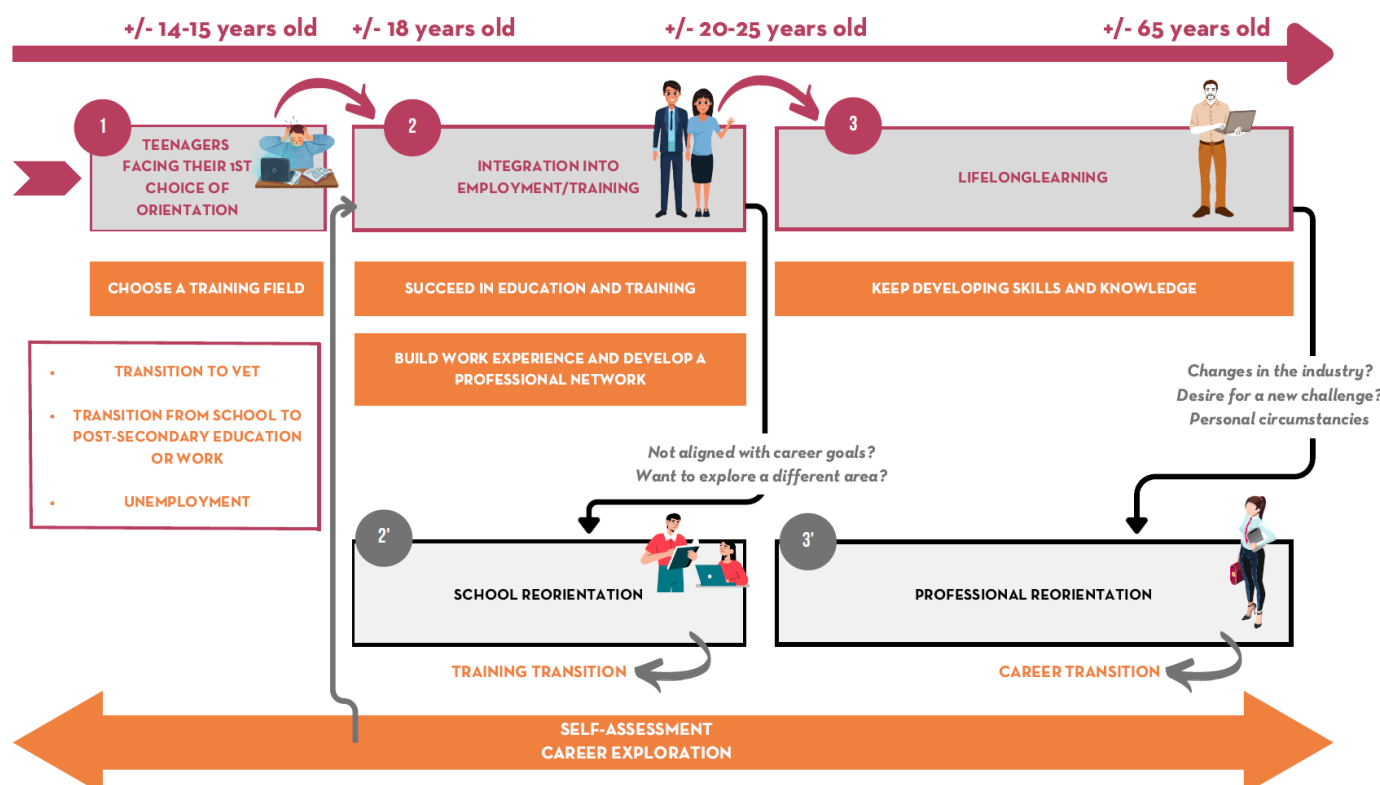 +/- 14-15 years old
+/- 18 years old
+/- 20-25 years old
+/- 65 years old
1
TEENAGERS
FACING THEIR 1ST
CHOICE OF
ORIENTATION
2
INTEGRATION INTO
EMPLOYMENT/TRAINING
3
LIFELONGLEARNING
CHOOSE A TRAINING FIELD
SUCCEED IN EDUCATION AND TRAINING
KEEP DEVELOPING SKILLS AND KNOWLEDGE
BUILD WORK EXPERIENCE AND DEVELOP A
PROFESSIONAL NETWORK
• TRANSITION TO VET
• TRANSITION FROM SCHOOL TO
POST-SECONDARY EDUCATION
OR WORK
• UNEMPLOYMENT
Changes in the industry?
Desire for a new challenge?
Personal circumstancies
Not aligned with career goals?
Want to explore a different area?
2'
SCHOOL REORIENTATION
3'
PROFESSIONAL REORIENTATION
TRAINING TRANSITION
CAREER TRANSITION
SELF-ASSESSMENT
CAREER EXPLORATION